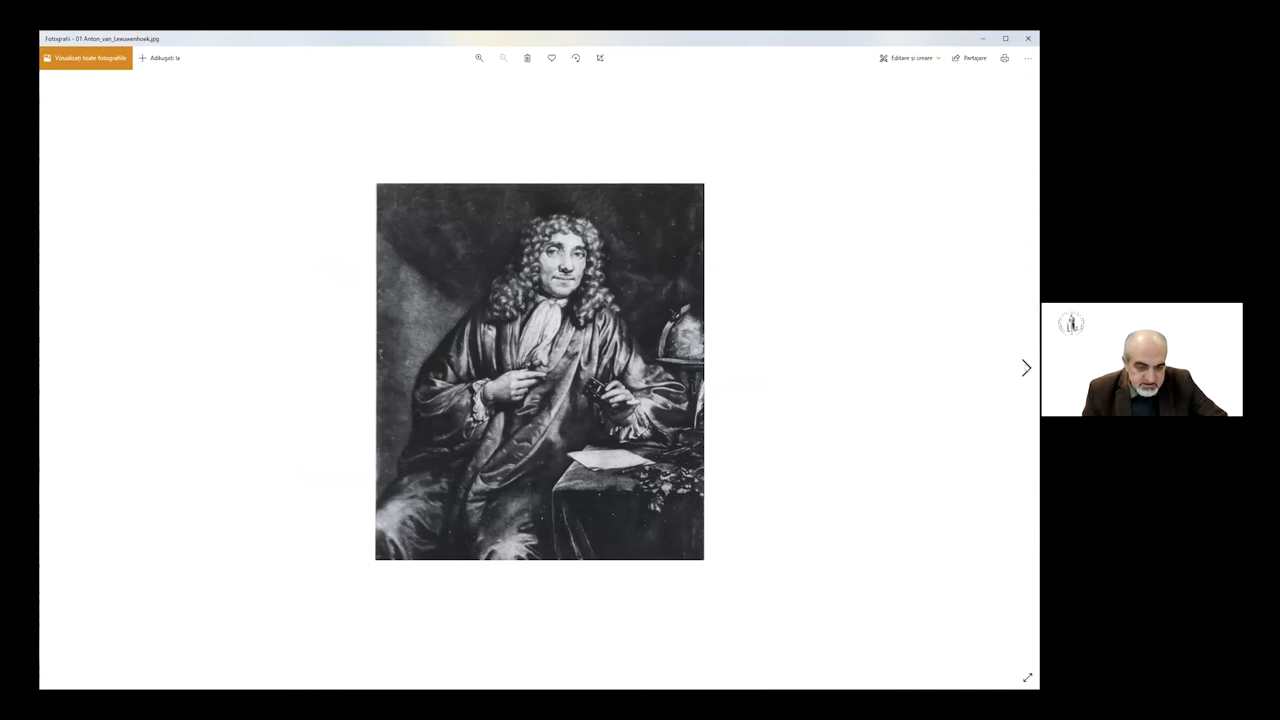 Fotografii - 01 Anton_van_Leeuwenhoek.jpg
Vizualizați toate fotografiile
Adăugați la
Editare și creare
Partajare